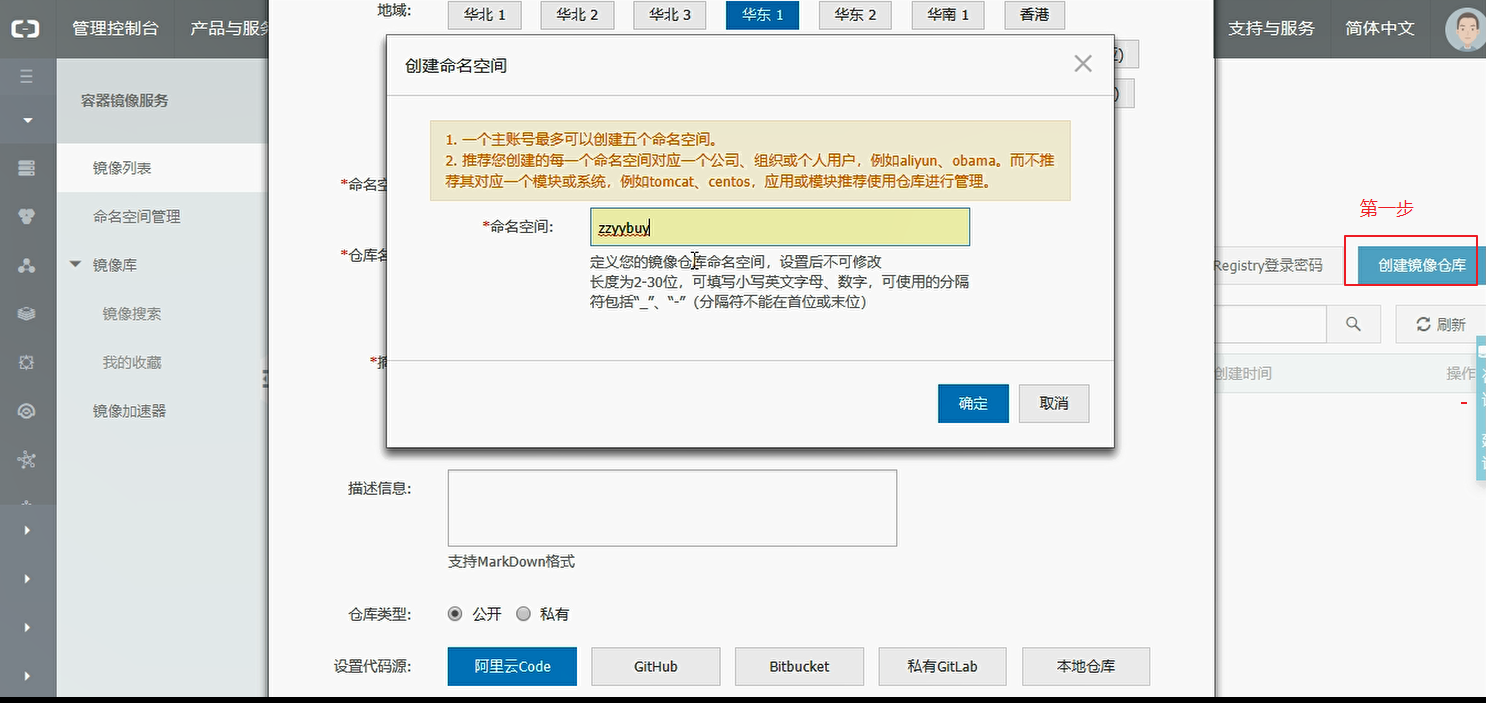 管理控制台
产品与服务
支持与服务
简体中文
容器镜像服务
镜像列表
命名空间管理
镜像库
镜像搜索
我的收藏
镜像加速器
地域:
华北 1
华北 2
华北 3
华东 1
华东 2
华南 1
香港
创建命名空间
1. 一个主账号最多可以创建五个命名空间。
2. 推荐您创建的每一个命名空间对应一个公司、组织或个人用户，例如aliyun、obama。而不推
荐其对应一个模块或系统，例如tomcat、centos，应用或模块推荐使用仓库进行管理。
*命名空
*命名空间:
zzyybuy
*仓库名
定义您的镜像仓库命名空间，设置后不可修改
长度为2-30位，可填写小写英文字母、数字，可使用的分隔
符包括“_”、“-”（分隔符不能在首位或末位）
*摘
确定
取消
描述信息:
支持MarkDown格式
仓库类型:
公开
私有
设置代码源:
阿里云Code
GitHub
Bitbucket
私有GitLab
本地仓库
第一步
Registry登录密码
创建镜像仓库
刷新
创建时间
操作